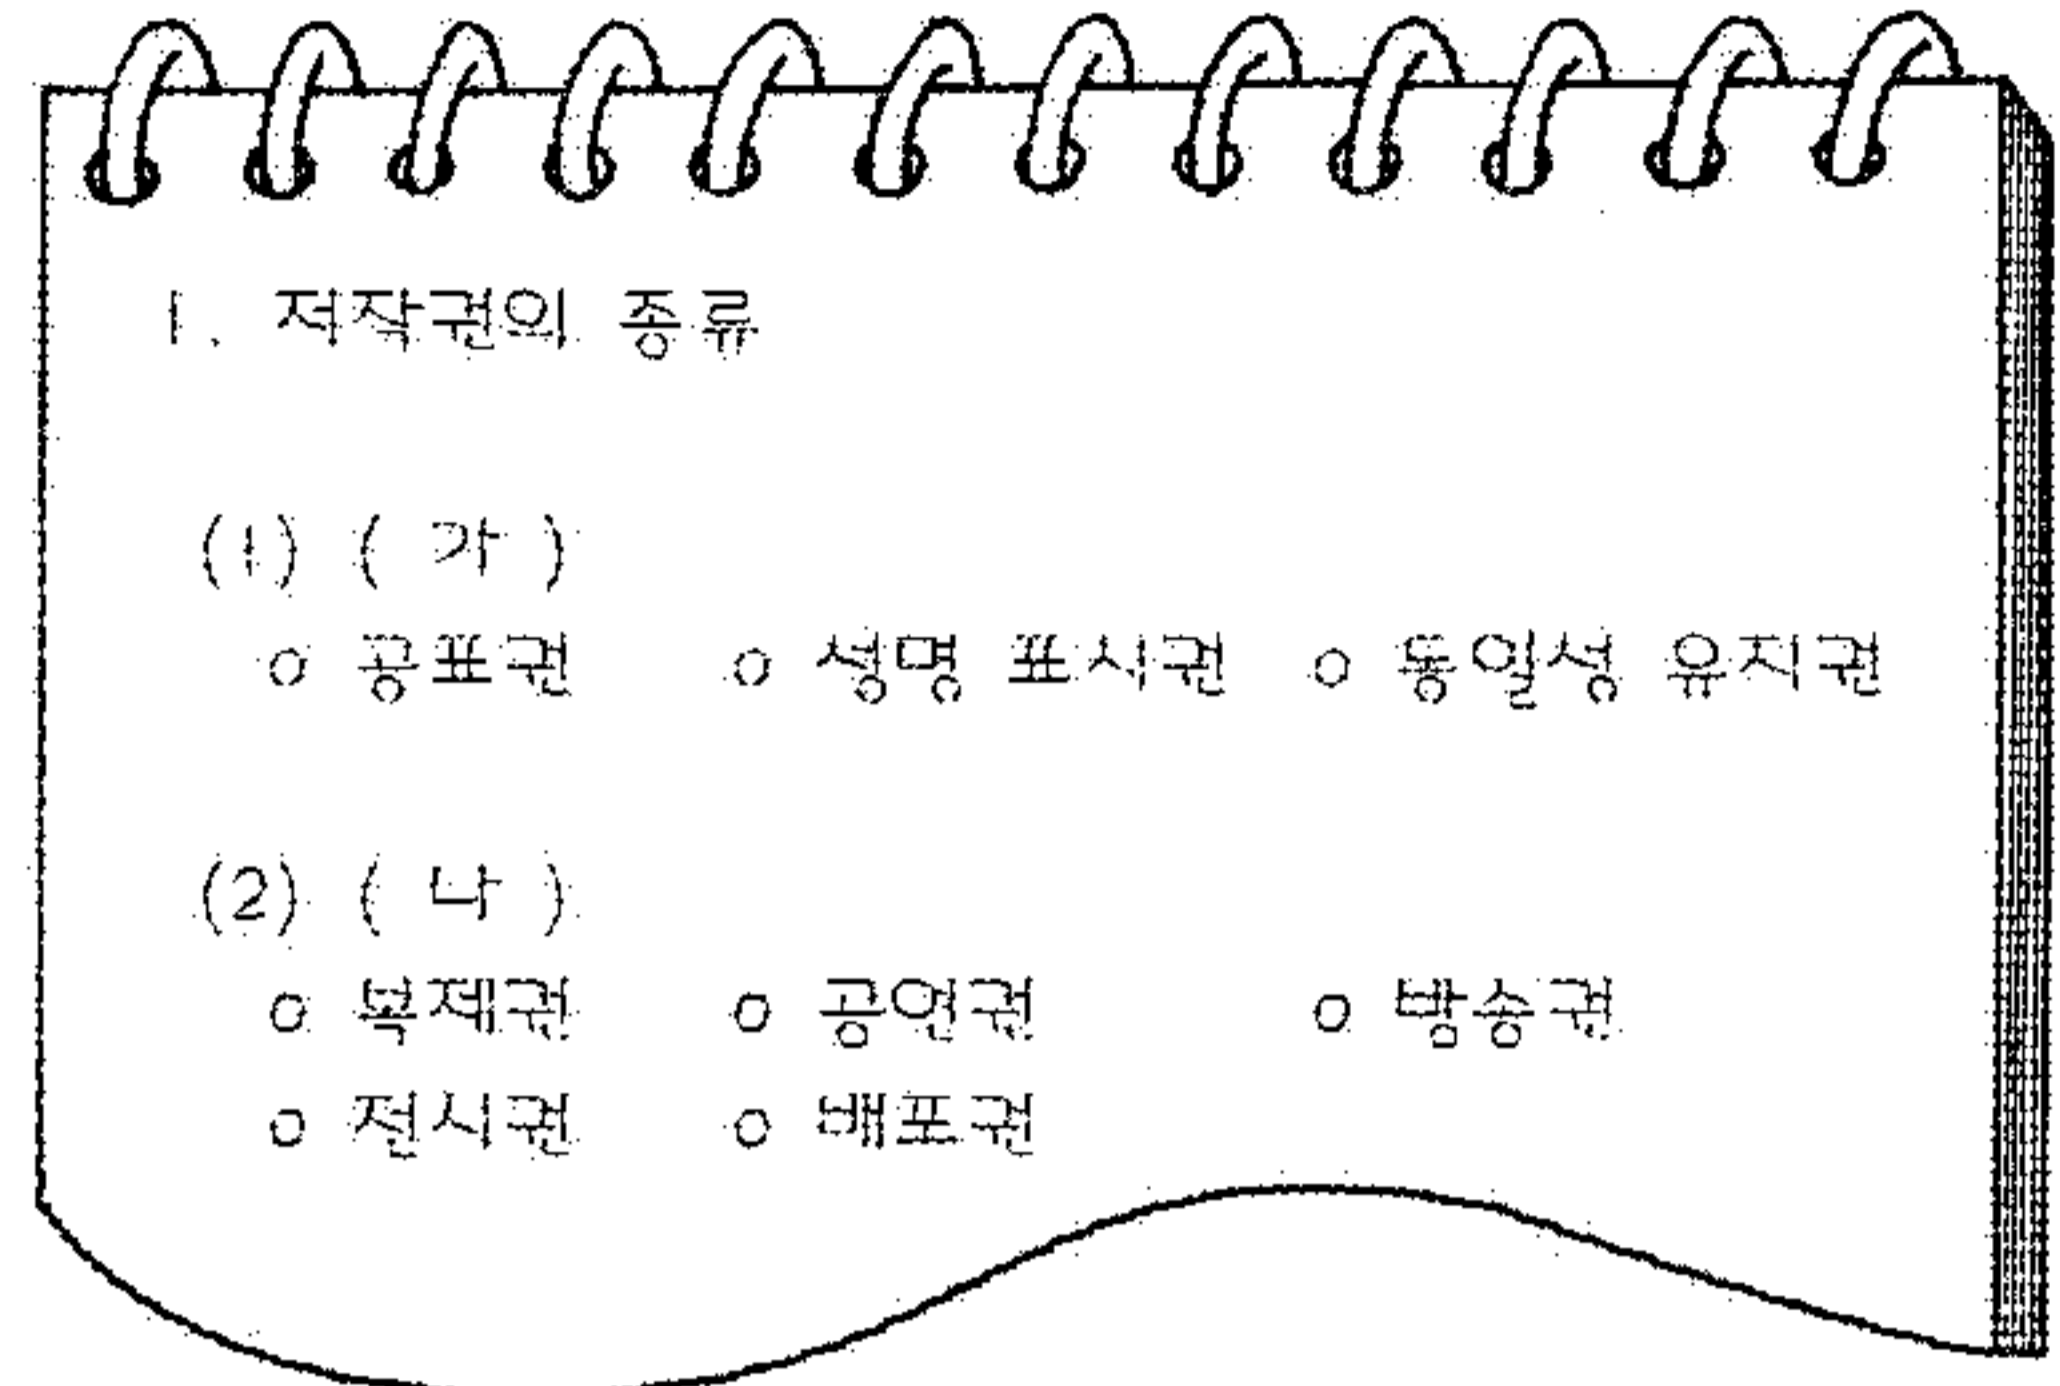 1. 저작권의 종류
(1) ( 가 )
o 공표권 o 성명 표시권 o 동일성 유지권
(2) ( 나 )
o 복제권 o 공연권 o 방송권
o 전시권 o 배포권